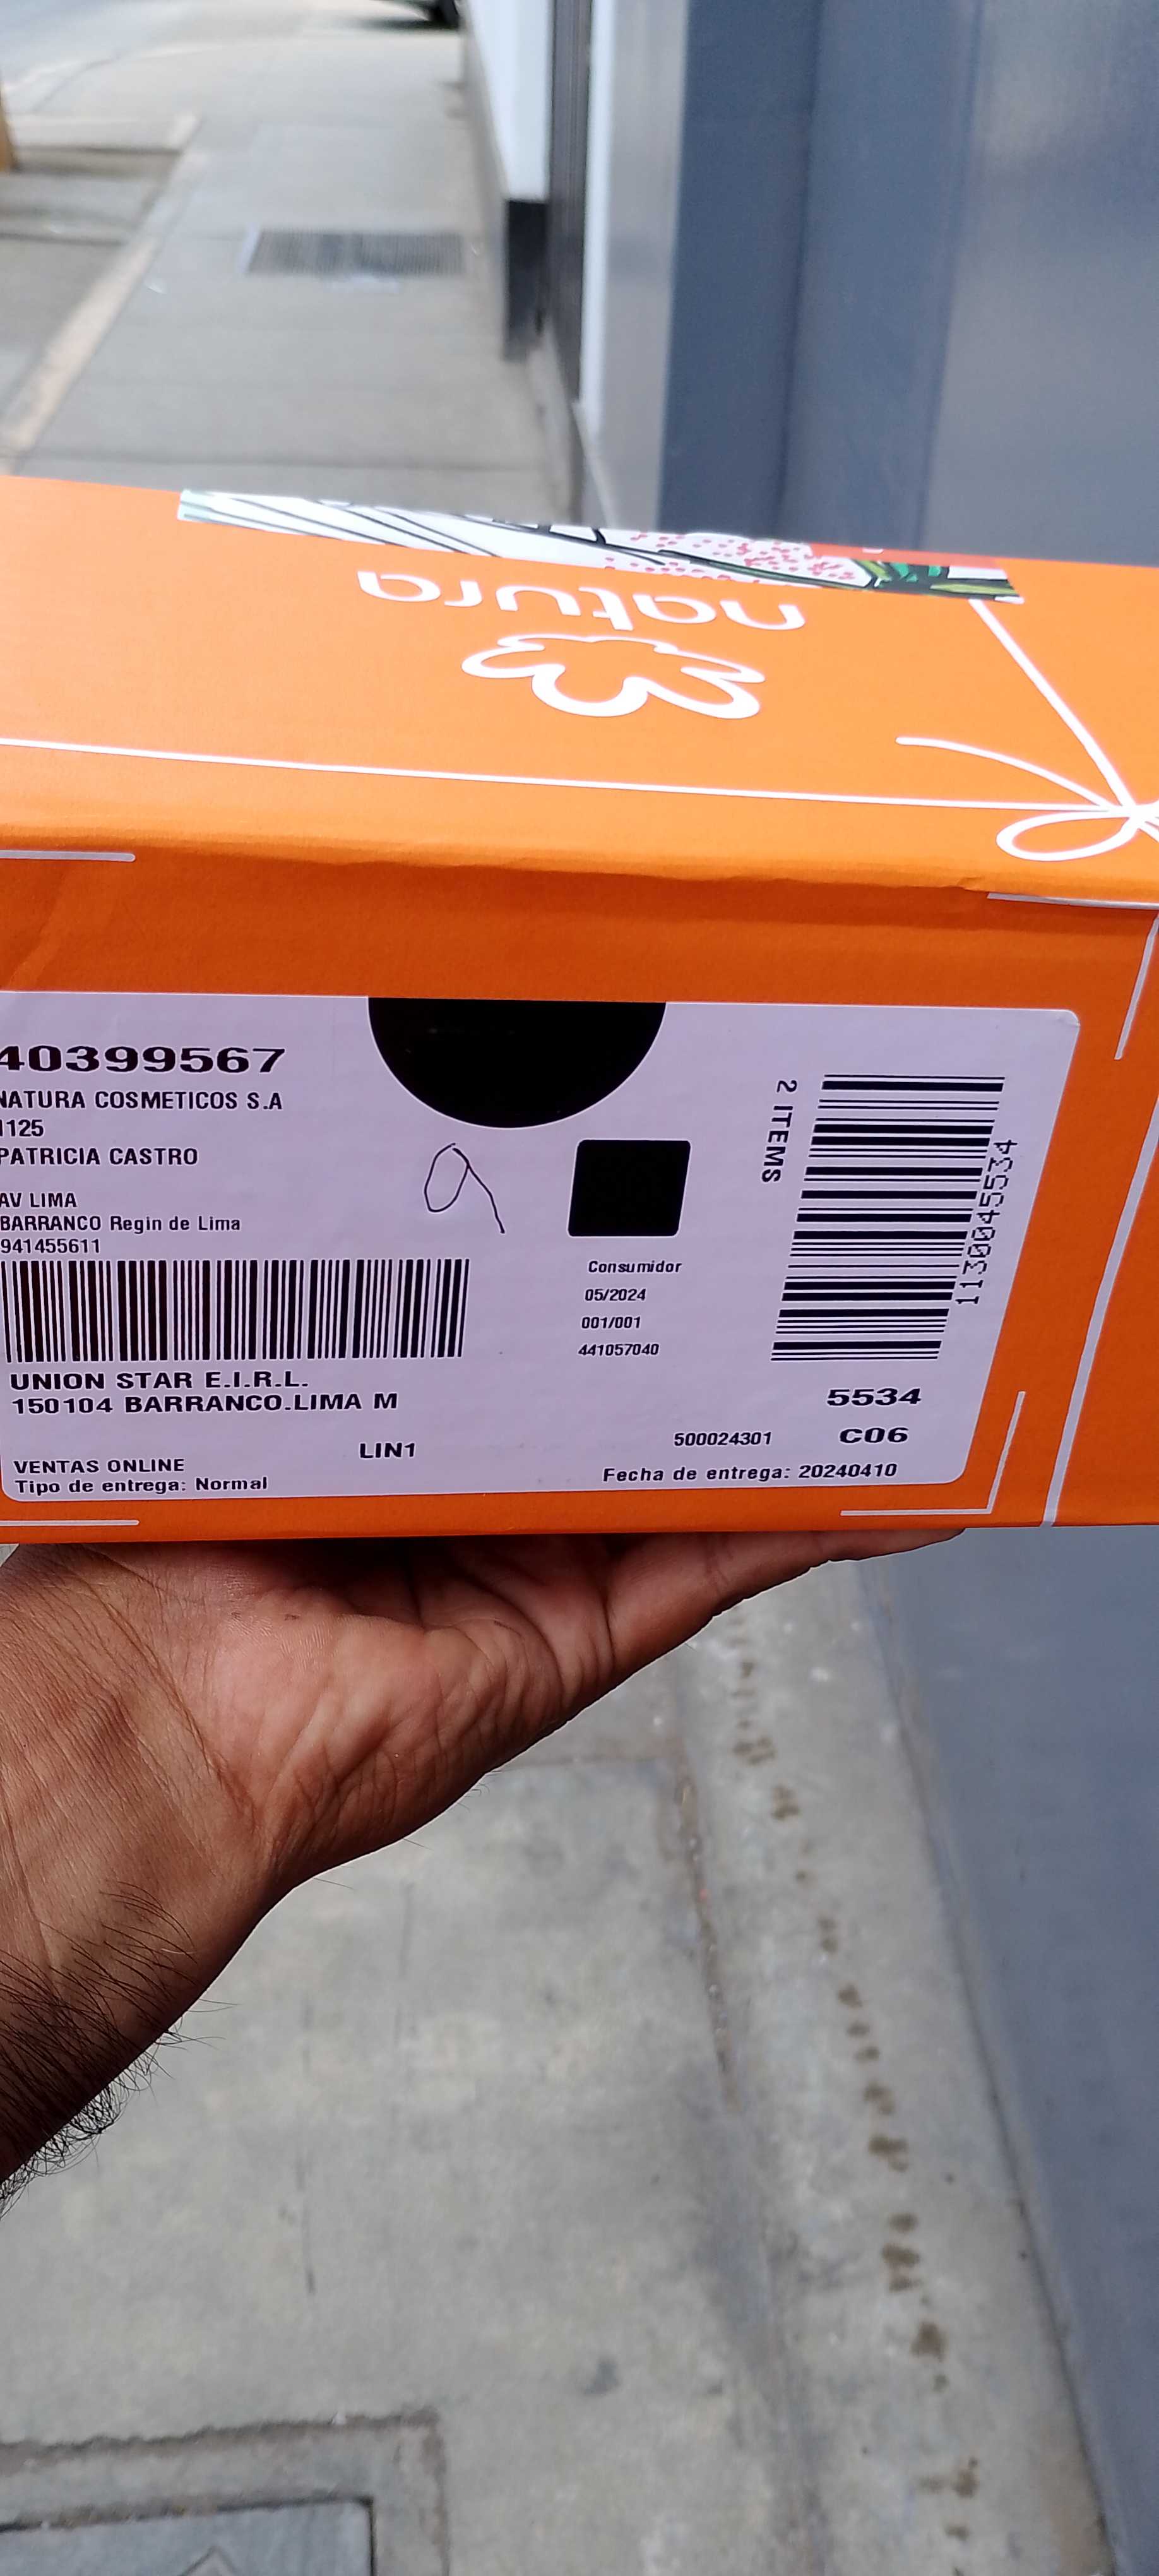 natura
40399567
NATURA COSMETICOS S.A
1125
PATRICIA CASTRO
AV LIMA
BARRANCO Regin de Lima
941455611
UNION STAR E.I.R.L.
150104 BARRANCO.LIMA M
LIN1
VENTAS ONLINE
Tipo de entrega: Normal
Consumidor
05/2024
001/001
441057040
2 ITEMS
1130045534
5534
500024301
C06
Fecha de entrega: 20240410